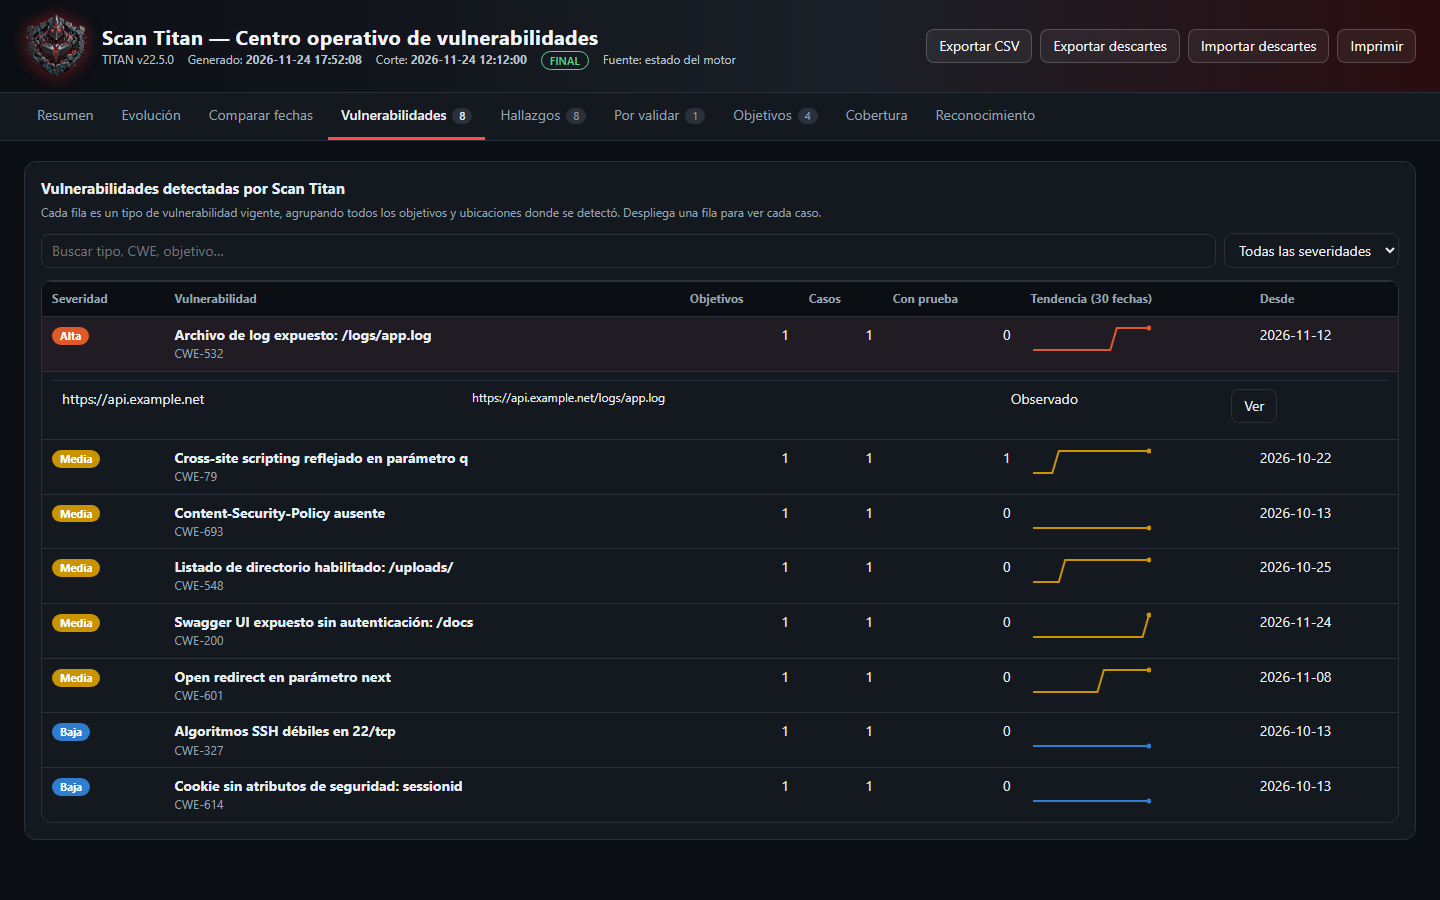 Scan Titan — Centro operativo de vulnerabilidades
TITAN v22.5.0 Generado: 2026-11-24 17:52:08 Corte: 2026-11-24 12:12:00 FINAL Fuente: estado del motor
Exportar CSV Exportar descartes Importar descartes Imprimir
Resumen Evolución Comparar fechas Vulnerabilidades 8 Hallazgos 8 Por validar 1 Objetivos 4 Cobertura Reconocimiento
Vulnerabilidades detectadas por Scan Titan
Cada fila es un tipo de vulnerabilidad vigente, agrupando todos los objetivos y ubicaciones donde se detectó. Despliega una fila para ver cada caso.
Buscar tipo, CWE, objetivo... Todas las severidades
Severidad Vulnerabilidad Objetivos Casos Con prueba Tendencia (30 fechas) Desde
Alta Archivo de log expuesto: /logs/app.log 1 1 0 2026-11-12
CWE-532
https://api.example.net https://api.example.net/logs/app.log Observado Ver
Media Cross-site scripting reflejado en parámetro q 1 1 1 2026-10-22
CWE-79
Media Content-Security-Policy ausente 1 1 0 2026-10-13
CWE-693
Media Listado de directorio habilitado: /uploads/ 1 1 0 2026-10-25
CWE-548
Media Swagger UI expuesto sin autenticación: /docs 1 1 0 2026-11-24
CWE-200
Media Open redirect en parámetro next 1 1 0 2026-11-08
CWE-601
Baja Algoritmos SSH débiles en 22/tcp 1 1 0 2026-10-13
CWE-327
Baja Cookie sin atributos de seguridad: sessionid 1 1 0 2026-10-13
CWE-614